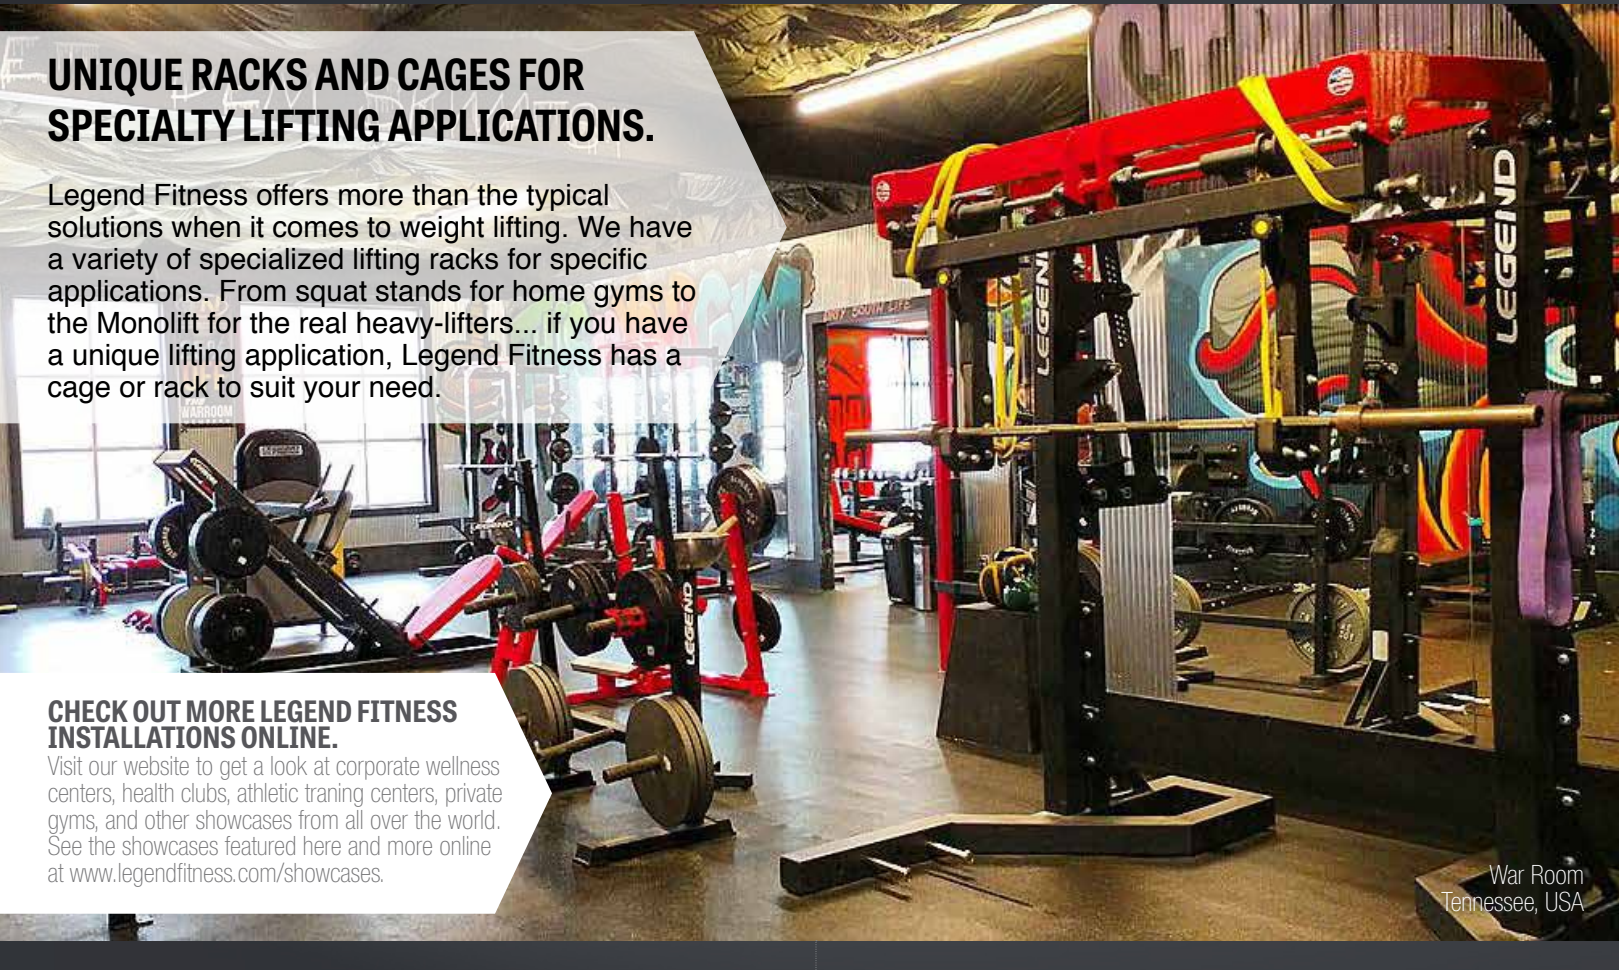 UNIQUE RACKS AND CAGES FOR
SPECIALTY LIFTING APPLICATIONS.
Legend Fitness offers more than the typical
solutions when it comes to weight lifting. We have
a variety of specialized lifting racks for specific
applications. From squat stands for home gyms to
the Monolift for the real heavy-lifters... if you have
a unique lifting application, Legend Fitness has a
cage or rack to suit your need.
WARROOM
LEGEND
LEGEND
LEGEND
LEGEND
CHECK OUT MORE LEGEND FITNESS
INSTALLATIONS ONLINE.
Visit our website to get a look at corporate wellness
centers, health clubs, athletic traning centers, private
gyms, and other showcases from all over the world.
See the showcases featured here and more online
at www.legendfitness.com/showcases.
War Room
Tennessee, USA